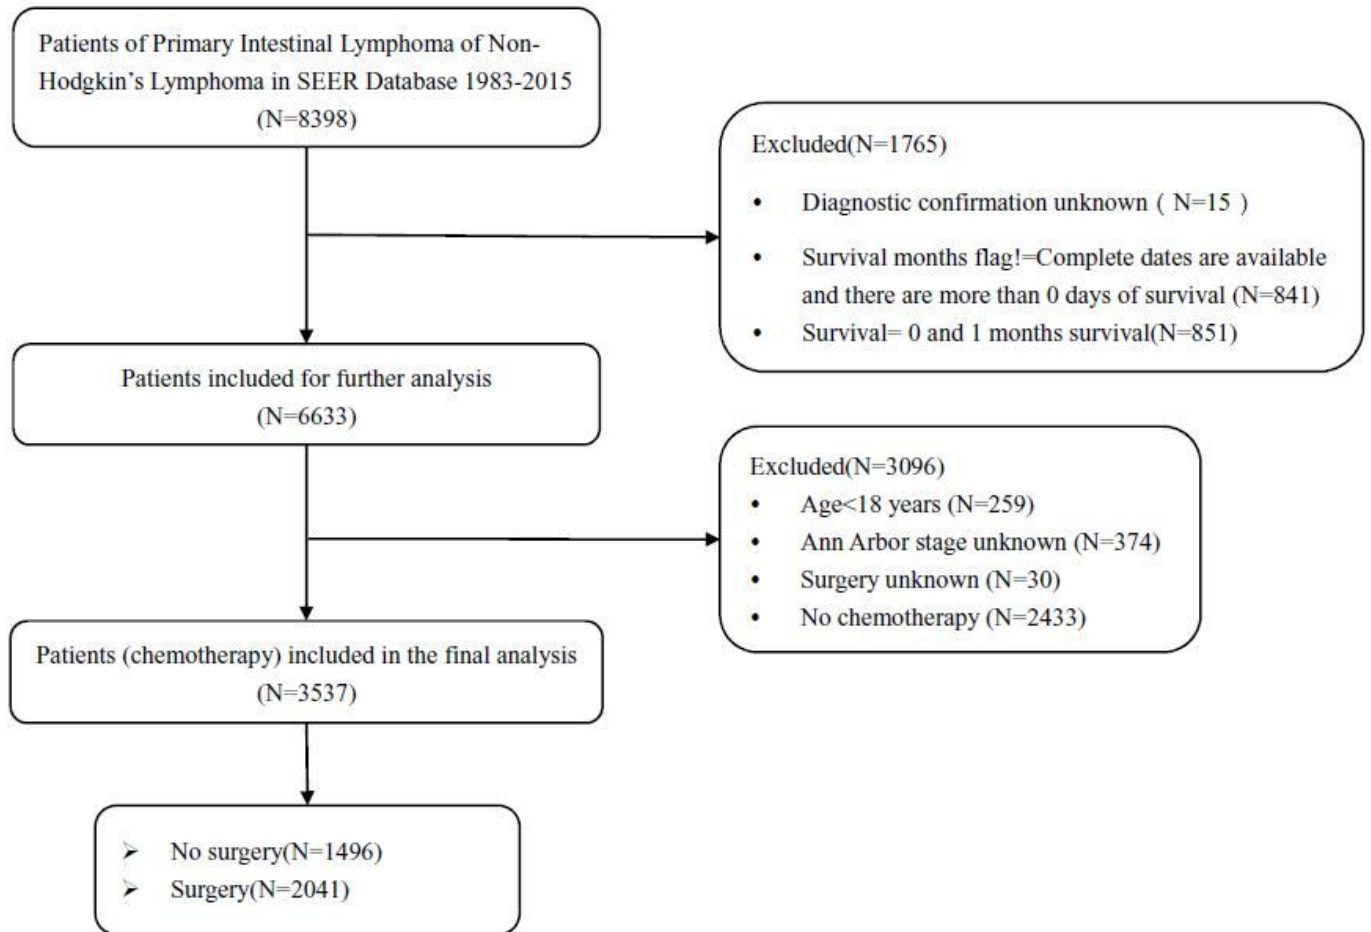 Patients of Primary Intestinal Lymphoma of Non-
Hodgkin’s Lymphoma in SEER Database 1983-2015
(N=8398)
Excluded(N=1765)
• Diagnostic confirmation unknown ( N=15 )
• Survival months flag!=Complete dates are available
and there are more than 0 days of survival (N=841)
• Survival= 0 and 1 months survival(N=851)
Patients included for further analysis
(N=6633)
Excluded(N=3096)
• Age<18 years (N=259)
• Ann Arbor stage unknown (N=374)
• Surgery unknown (N=30)
• No chemotherapy (N=2433)
Patients (chemotherapy) included in the final analysis
(N=3537)
➢ No surgery(N=1496)
➢ Surgery(N=2041)